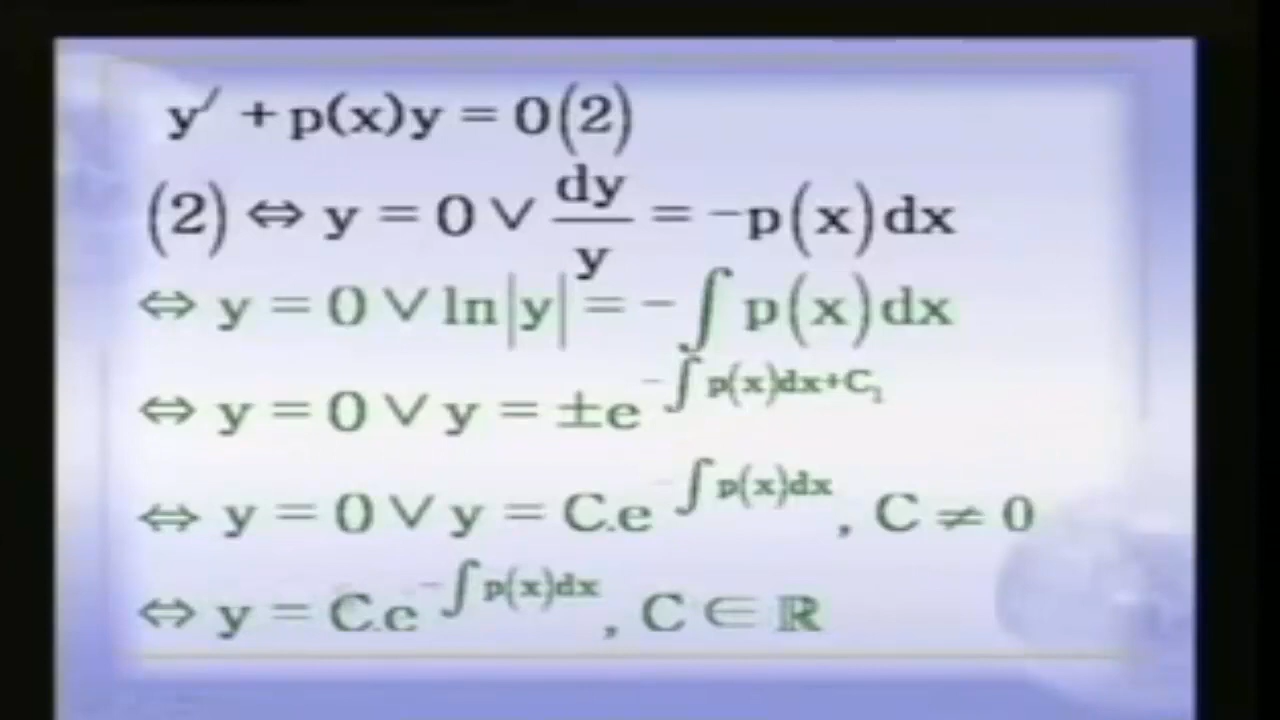 y′ + p(x)y = 0(2)
(2) ⇔ y = 0 ∨ dy/y = -p(x)dx
⇔ y = 0 ∨ ln|y| = -∫p(x)dx
⇔ y = 0 ∨ y = ±e^(-∫p(x)dx+C₁)
⇔ y = 0 ∨ y = C.e^(-∫p(x)dx), C ≠ 0
⇔ y = C.e^(-∫p(x)dx), C ∈ ℝ